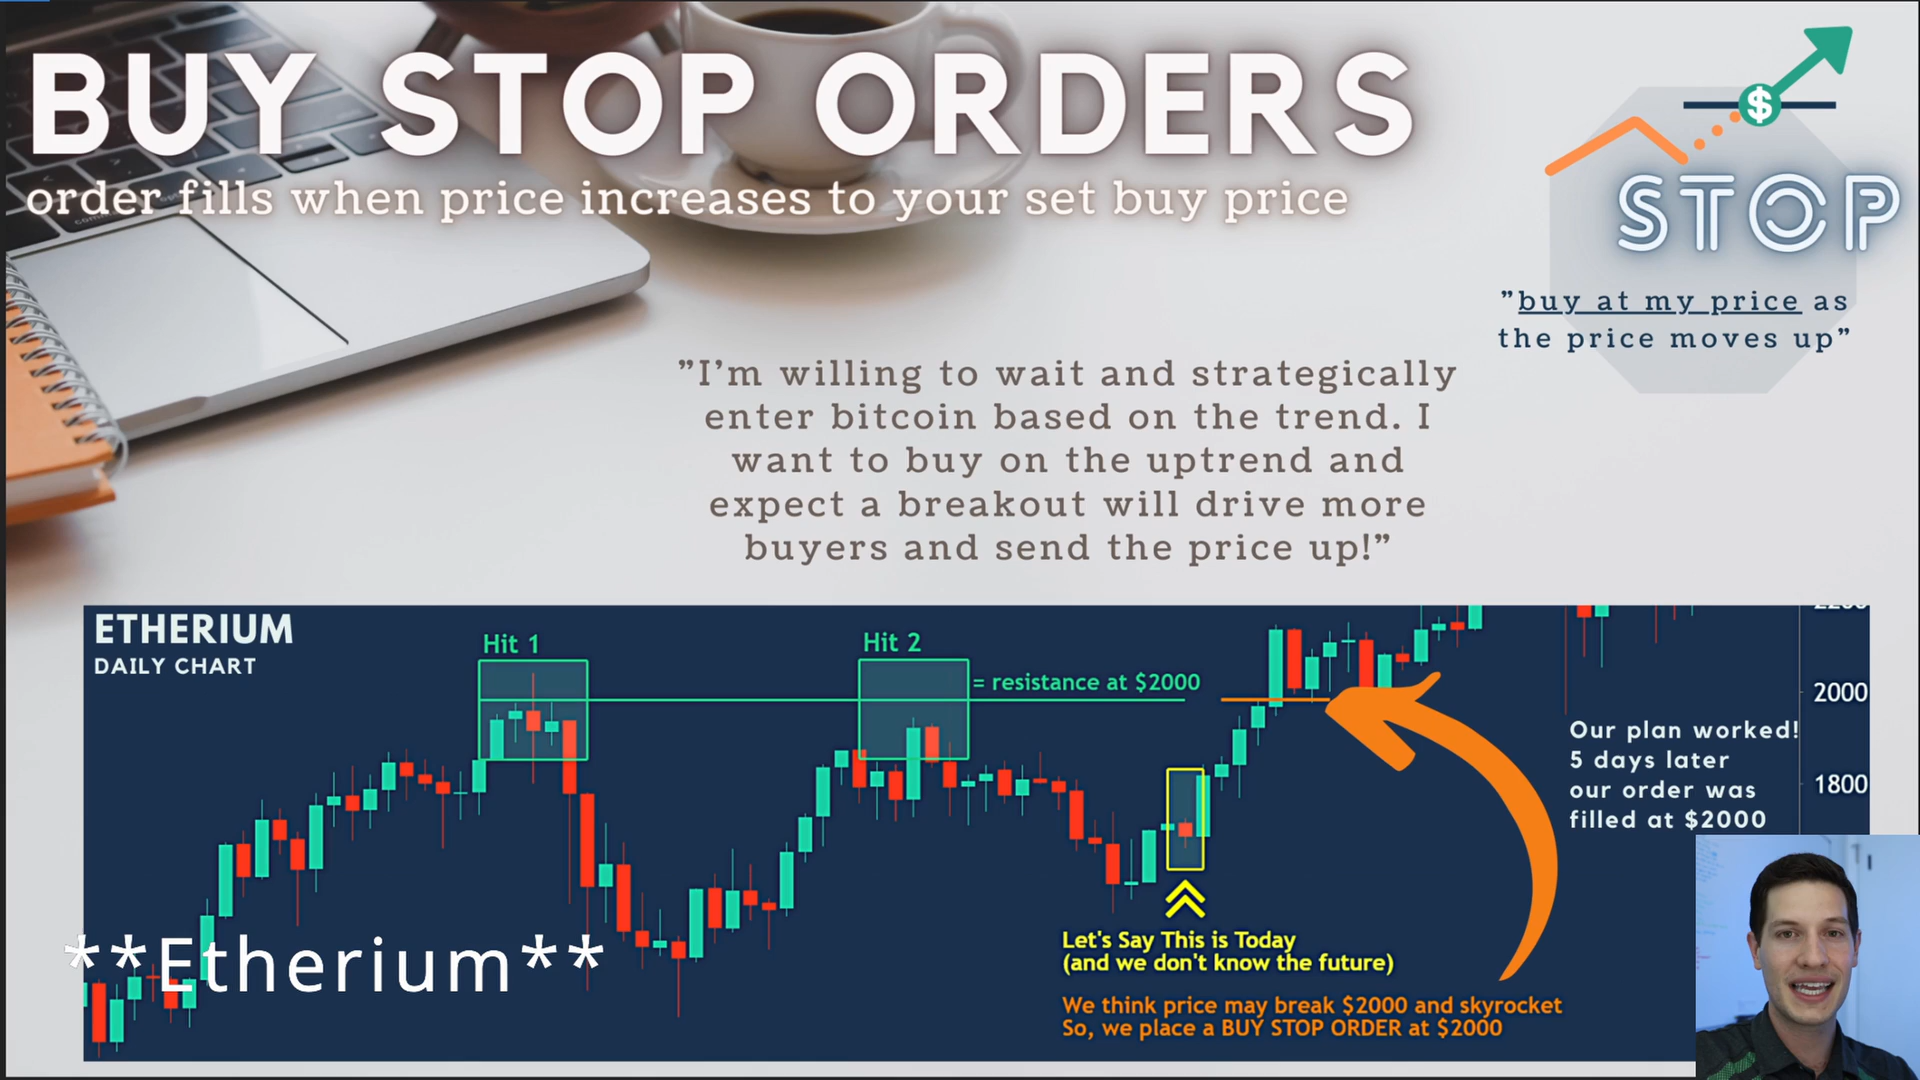 BUY STOP ORDERS
order fills when price increases to your set buy price
$
STOP
"buy at my price as
the price moves up"
"I'm willing to wait and strategically
enter bitcoin based on the trend. I
want to buy on the uptrend and
expect a breakout will drive more
buyers and send the price up!"
ETHERIUM
DAILY CHART
Hit 1
Hit 2
= resistance at $2000
2200
2000
1800
Our plan worked!
5 days later
our order was
filled at $2000
**Etherium**
Let's Say This is Today
(and we don't know the future)
We think price may break $2000 and skyrocket
So, we place a BUY STOP ORDER at $2000